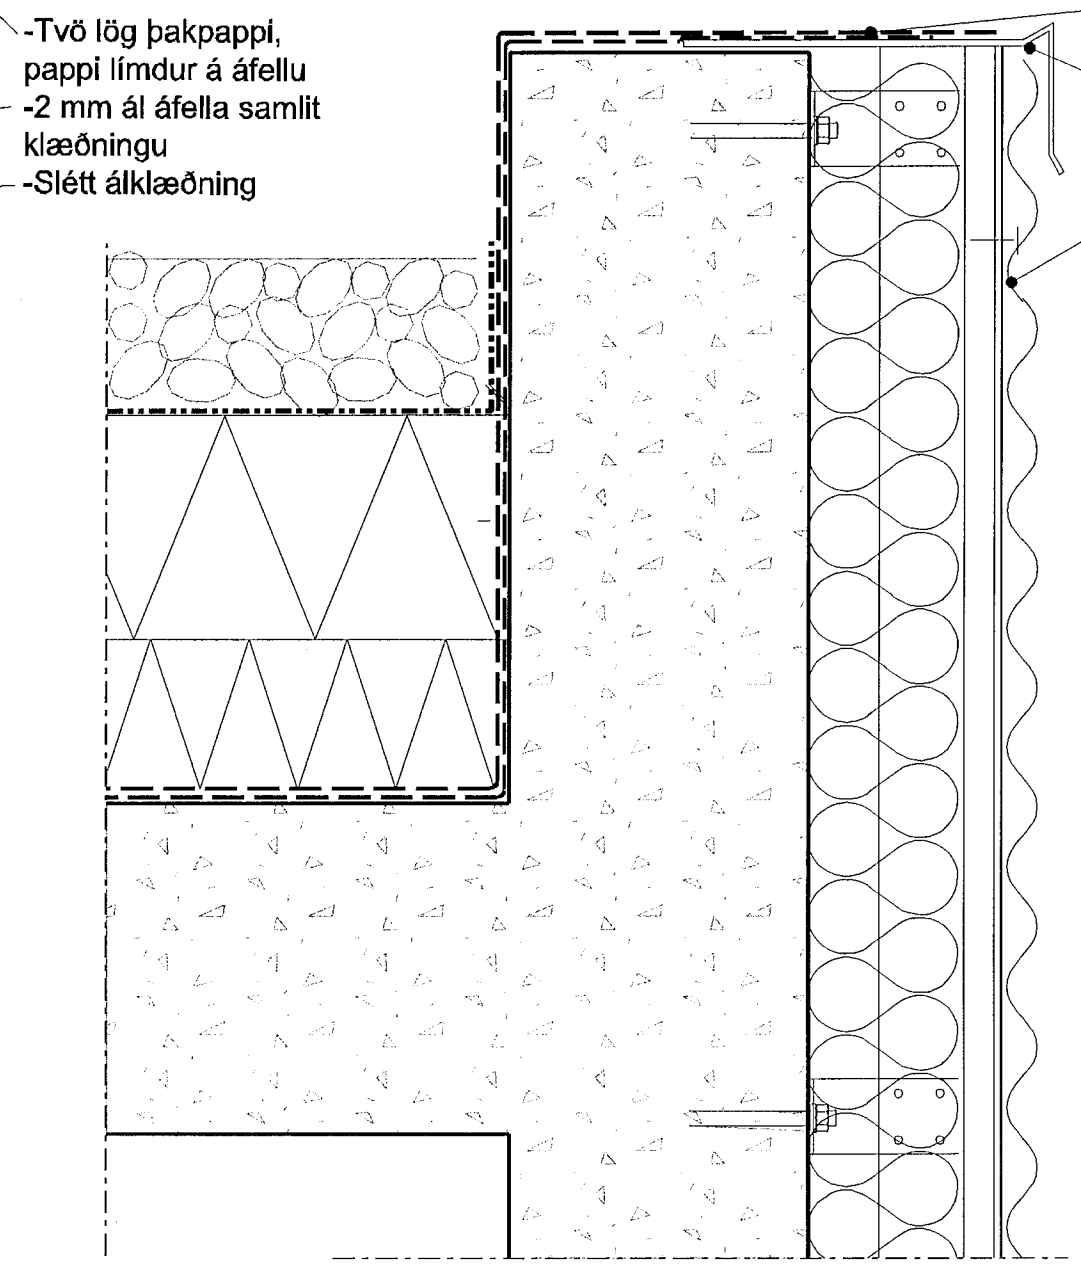 -Tvö lög þakpappi,
pappi límdur á áfellu
-2 mm ál áfella samlit
klæðningu
-Slétt álklæðning